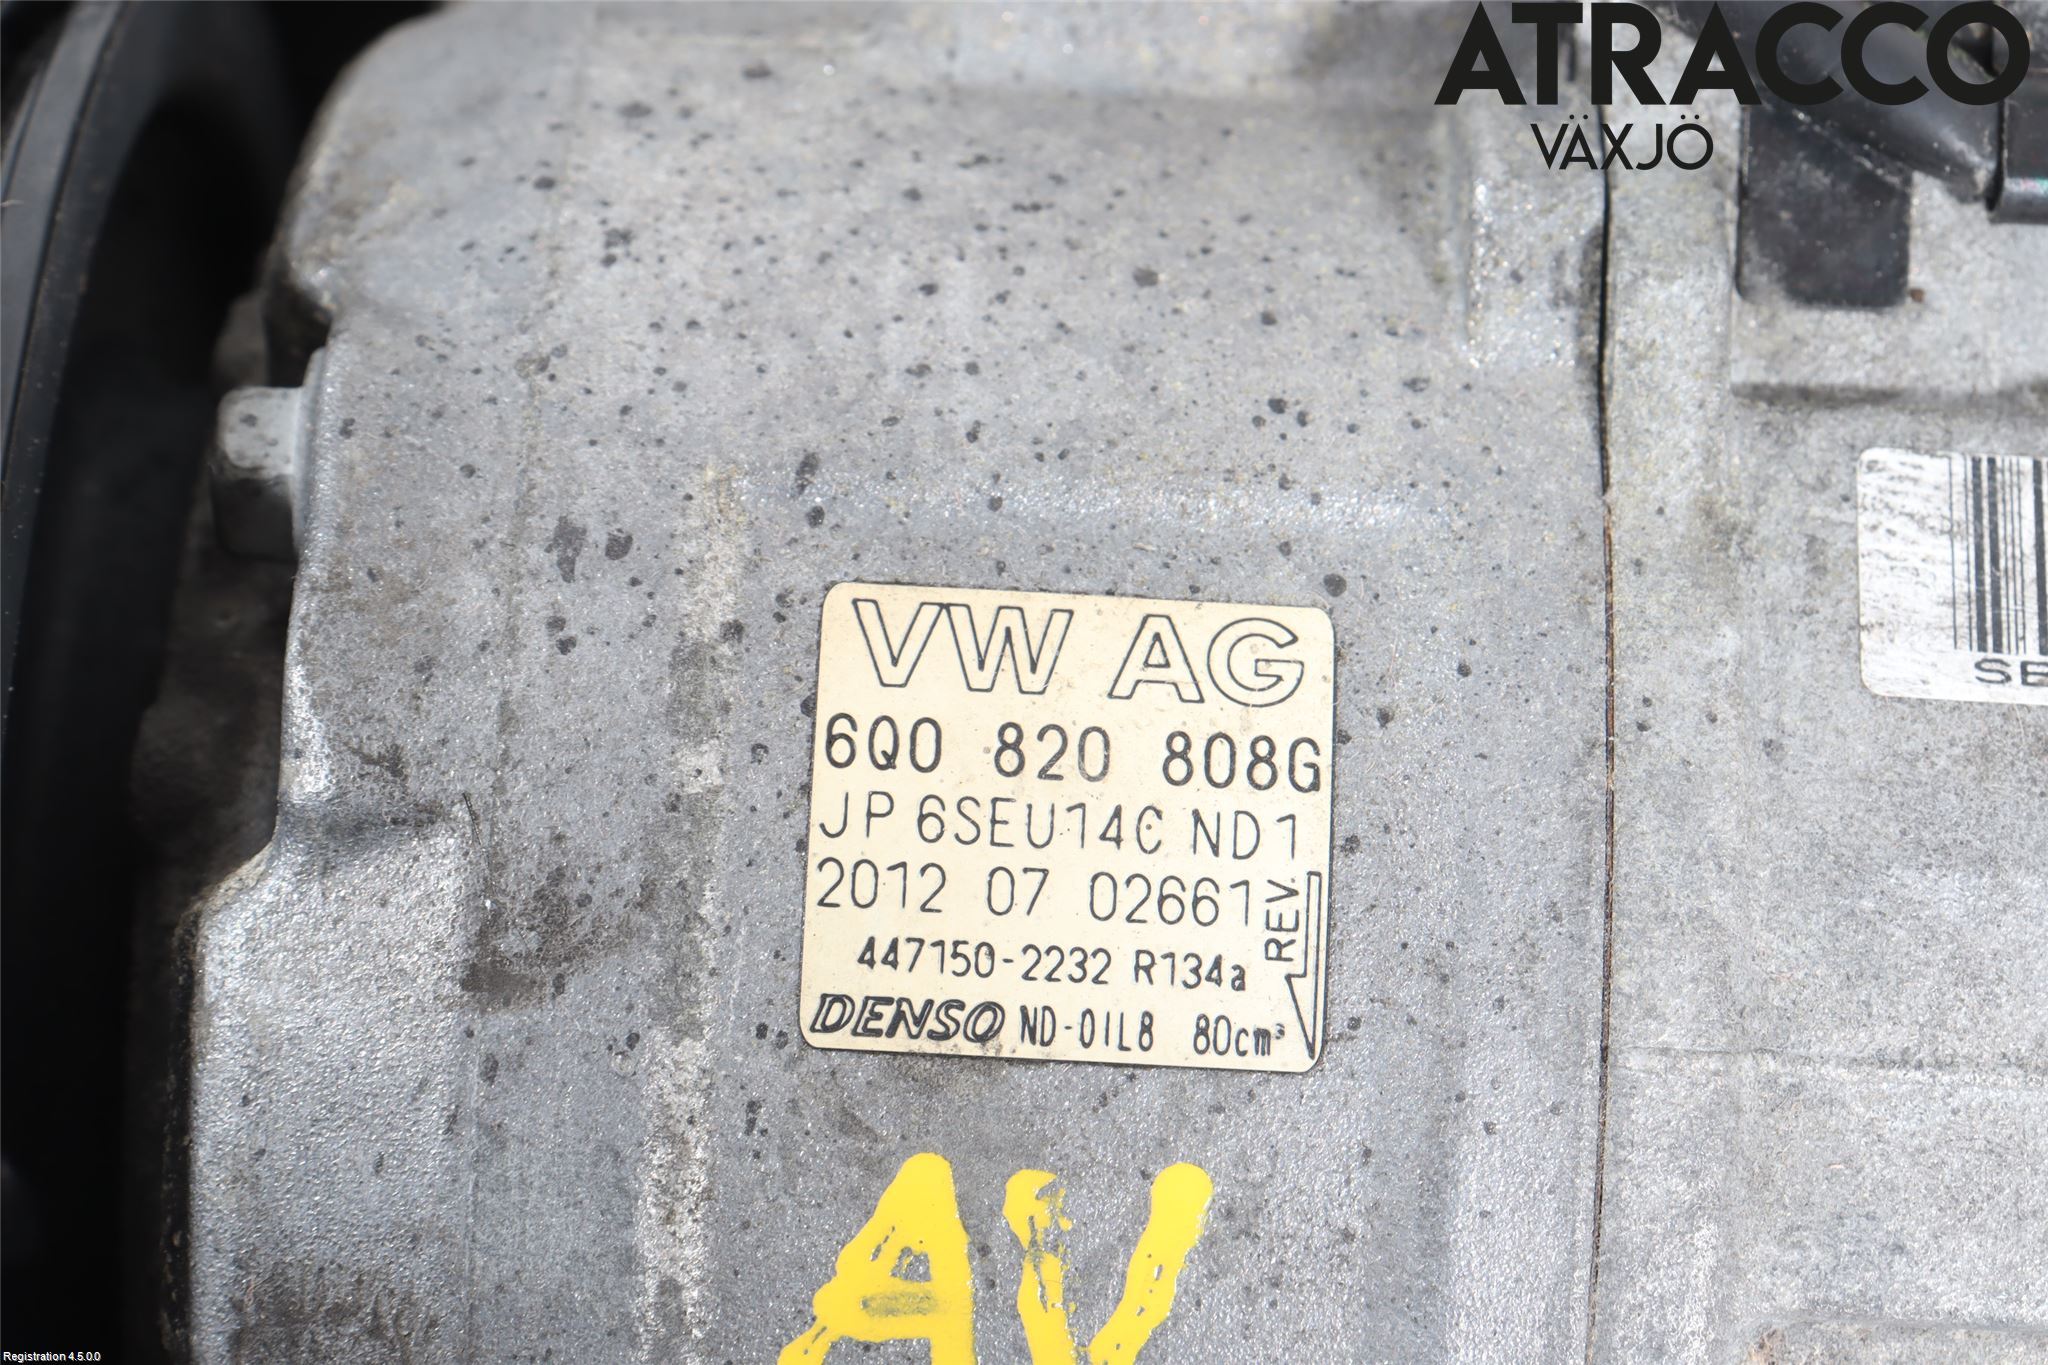 ATRACCO
VÄXJÖ
VW AG
6Q0 820 808G
JP 6SEU14C ND1
2012 07 02661
REV.
447150-2232 R134a
DENSO ND-OIL8 80cm³
SE
AV
Registration 4.5.0.0